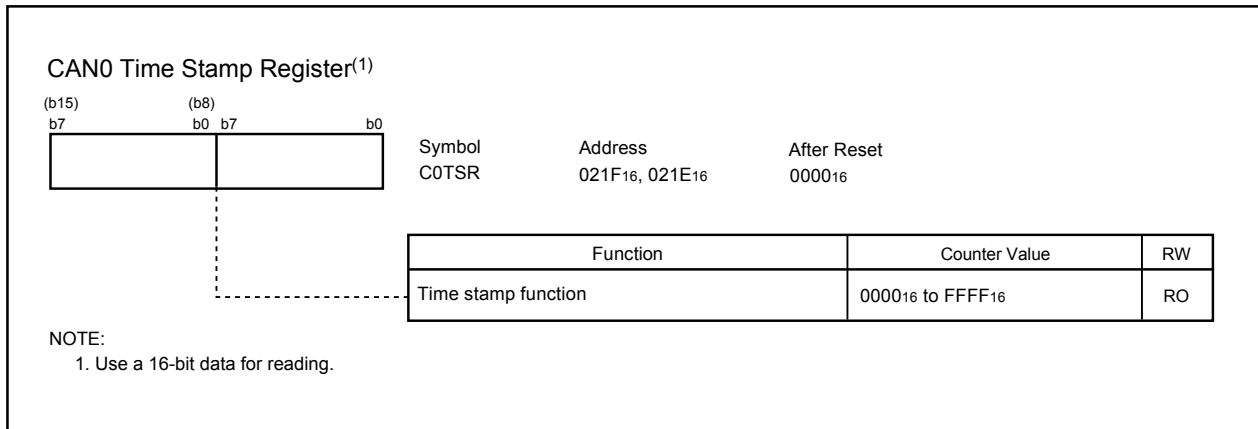 CAN0 Time Stamp Register(1)
(b15) (b8)
b7 b0 b7 b0
Symbol Address After Reset
C0TSR 021F16, 021E16 000016
Function Counter Value RW
Time stamp function 000016 to FFFF16 RO
NOTE:
1. Use a 16-bit data for reading.